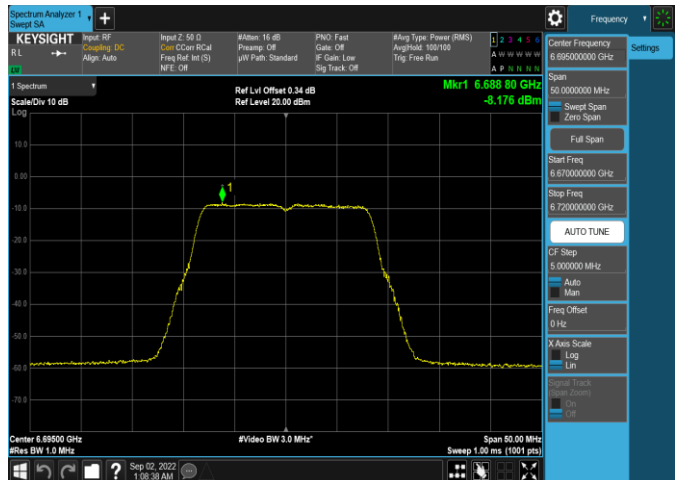 Spectrum Analyzer 1
Swept SA
+
Frequency
KEYSIGHT
RL
LV
Input: RF
Coupling: DC
Align: Auto
Input Z: 50 Ω
Corr CCorr RCal
Freq Ref: Int (S)
NFE: Off
#Atten: 16 dB
Preamp: Off
µW Path: Standard
PNO: Fast
Gate: Off
IF Gain: Low
Sig Track: Off
#Avg Type: Power (RMS)
Avg|Hold: 100/100
Trig: Free Run
1 2 3 4 5 6
A W W W W W
A P N N N N
1 Spectrum
Scale/Div 10 dB
Log
Ref Lvl Offset 0.34 dB
Ref Level 20.00 dBm
Mkr1 6.688 80 GHz
-8.176 dBm
10.0
0.00
-10.0
-20.0
-30.0
-40.0
-50.0
-60.0
-70.0
1
Center 6.69500 GHz
#Res BW 1.0 MHz
#Video BW 3.0 MHz*
Span 50.00 MHz
Sweep 1.00 ms (1001 pts)
Sep 02, 2022
1:08:38 AM
?
Settings
Center Frequency
6.695000000 GHz
Span
50.0000000 MHz
Swept Span
Zero Span
Full Span
Start Freq
6.670000000 GHz
Stop Freq
6.720000000 GHz
AUTO TUNE
CF Step
5.000000 MHz
Auto
Man
Freq Offset
0 Hz
X Axis Scale
Log
Lin
Signal Track
(Span Zoom)
On
Off